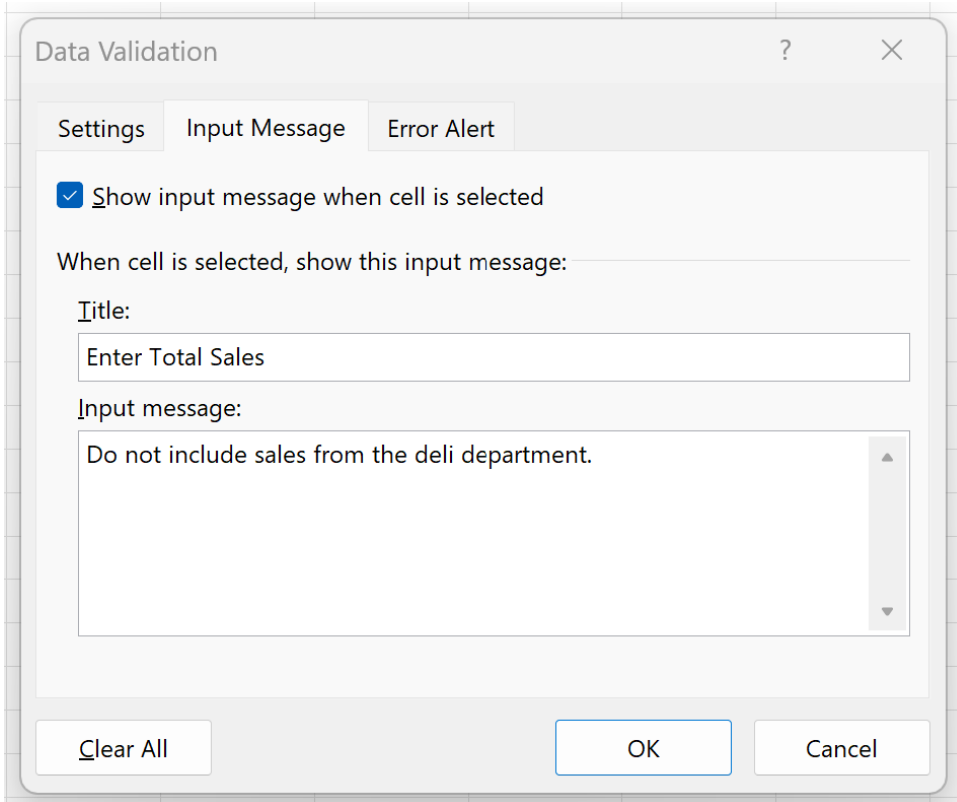 Data Validation ?
Settings Input Message Error Alert
Show input message when cell is selected
When cell is selected, show this input message:
Title:
Enter Total Sales
Input message:
Do not include sales from the deli department.
Clear All OK Cancel